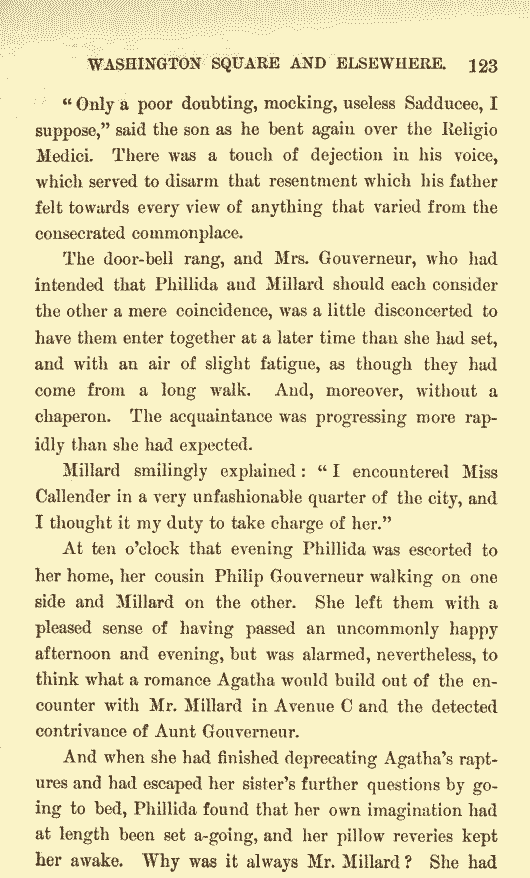 WASHINGTON SQUARE AND ELSEWHERE. 123
“Only a poor doubting, mocking, useless Sadducee, I
suppose,” said the son as he bent again over the Religio
Medici. There was a touch of dejection in his voice,
which served to disarm that resentment which his father
felt towards every view of anything that varied from the
consecrated commonplace.
The door-bell rang, and Mrs. Gouverneur, who had
intended that Phillida and Millard should each consider
the other a mere coincidence, was a little disconcerted to
have them enter together at a later time than she had set,
and with an air of slight fatigue, as though they had
come from a long walk. And, moreover, without a
chaperon. The acquaintance was progressing more rap-
idly than she had expected.
Millard smilingly explained: “I encountered Miss
Callender in a very unfashionable quarter of the city, and
I thought it my duty to take charge of her.”
At ten o’clock that evening Phillida was escorted to
her home, her cousin Philip Gouverneur walking on one
side and Millard on the other. She left them with a
pleased sense of having passed an uncommonly happy
afternoon and evening, but was alarmed, nevertheless, to
think what a romance Agatha would build out of the en-
counter with Mr. Millard in Avenue C and the detected
contrivance of Aunt Gouverneur.
And when she had finished deprecating Agatha’s rapt-
ures and had escaped her sister’s further questions by go-
ing to bed, Phillida found that her own imagination had
at length been set a-going, and her pillow reveries kept
her awake. Why was it always Mr. Millard? She had